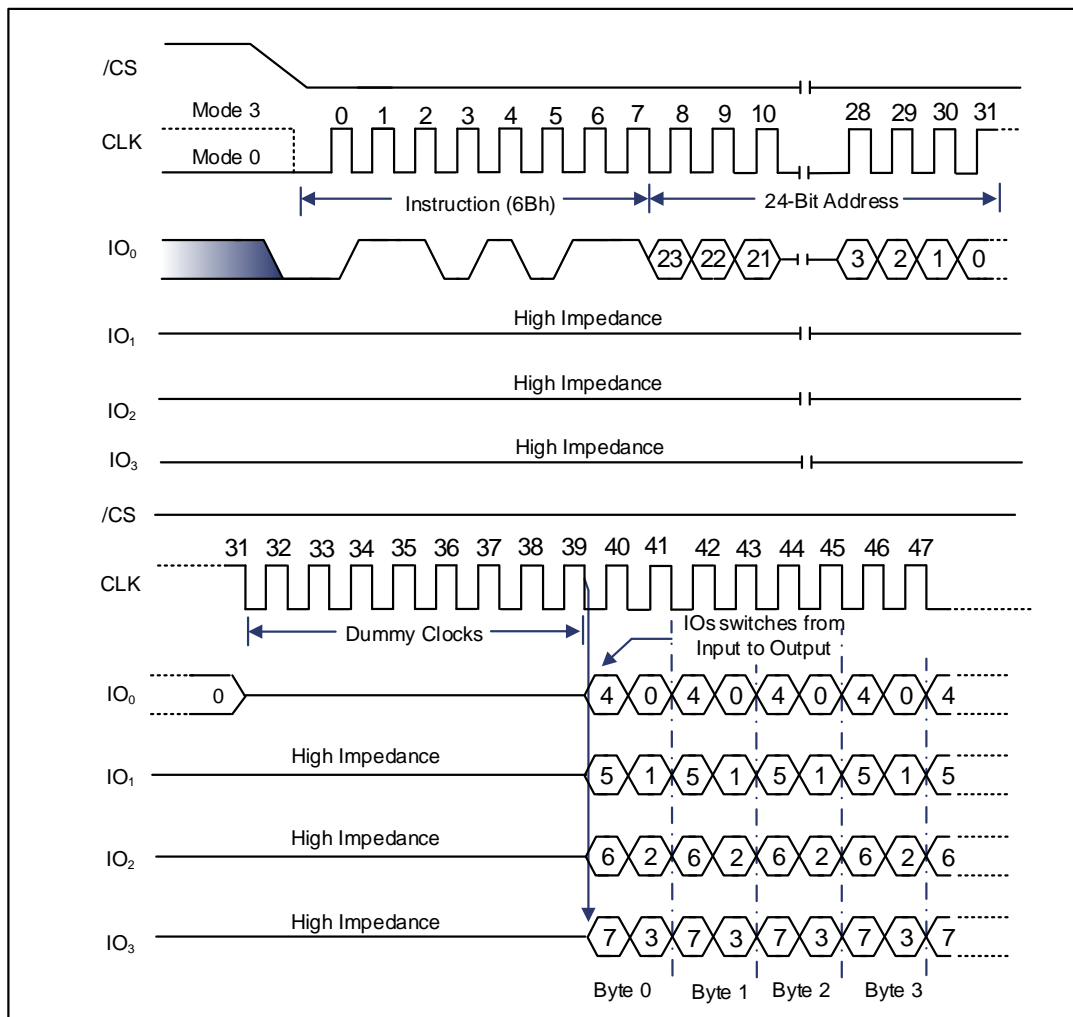 /CS
Mode 3
0 1 2 3 4 5 6 7 8 9 10 28 29 30 31
CLK
Mode 0
Instruction (6Bh) 24-Bit Address
IO0
23 22 21 3 2 1 0
High Impedance
IO1
High Impedance
IO2
High Impedance
IO3
/CS
31 32 33 34 35 36 37 38 39 40 41 42 43 44 45 46 47
CLK
Dummy Clocks
IOs switches from
Input to Output
IO0
0 4 0 4 0 4 0 4 0 4
High Impedance
IO1
5 1 5 1 5 1 5 1 5
High Impedance
IO2
6 2 6 2 6 2 6 2 6
High Impedance
IO3
7 3 7 3 7 3 7 3 7
Byte 0 Byte 1 Byte 2 Byte 3